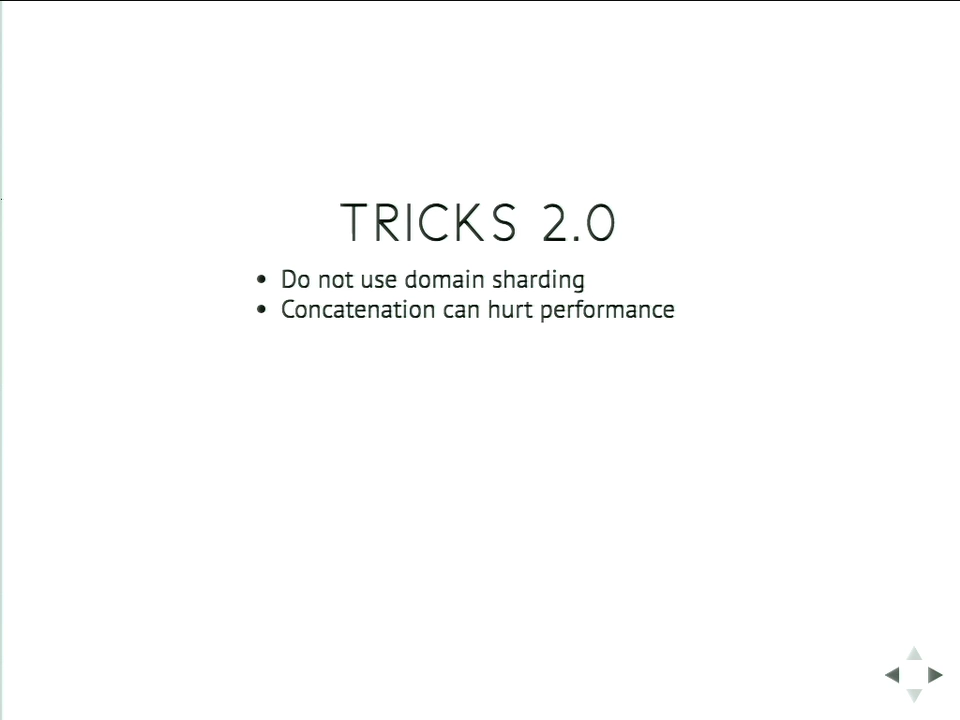 TRICKS 2.0
• Do not use domain sharding
• Concatenation can hurt performance